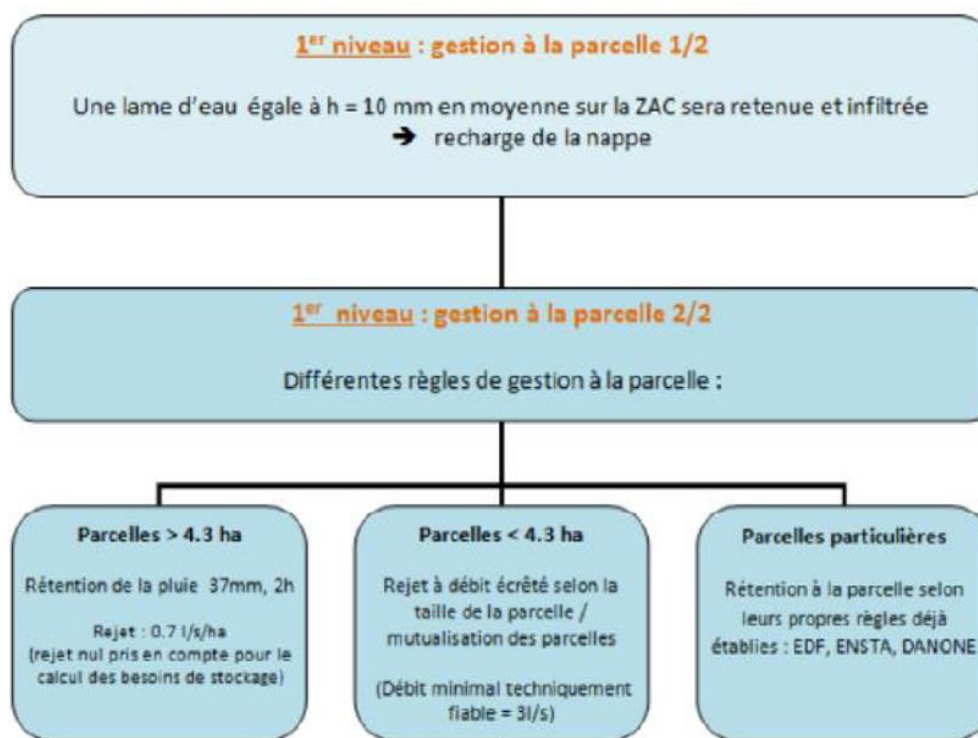 1er niveau : gestion à la parcelle 1/2
Une lame d'eau égale à h = 10 mm en moyenne sur la ZAC sera retenue et infiltrée
➔ recharge de la nappe
1er niveau : gestion à la parcelle 2/2
Différentes règles de gestion à la parcelle :
Parcelles > 4.3 ha
Rétention de la pluie 37mm, 2h
Rejet : 0.7 l/s/ha
(rejet nul pris en compte pour le
calcul des besoins de stockage)
Parcelles < 4.3 ha
Rejet à débit écrêté selon la
taille de la parcelle /
mutualisation des parcelles
(Débit minimal techniquement
fiable = 3l/s)
Parcelles particulières
Rétention à la parcelle selon
leurs propres règles déjà
établies : EDF, ENSTA, DANONE